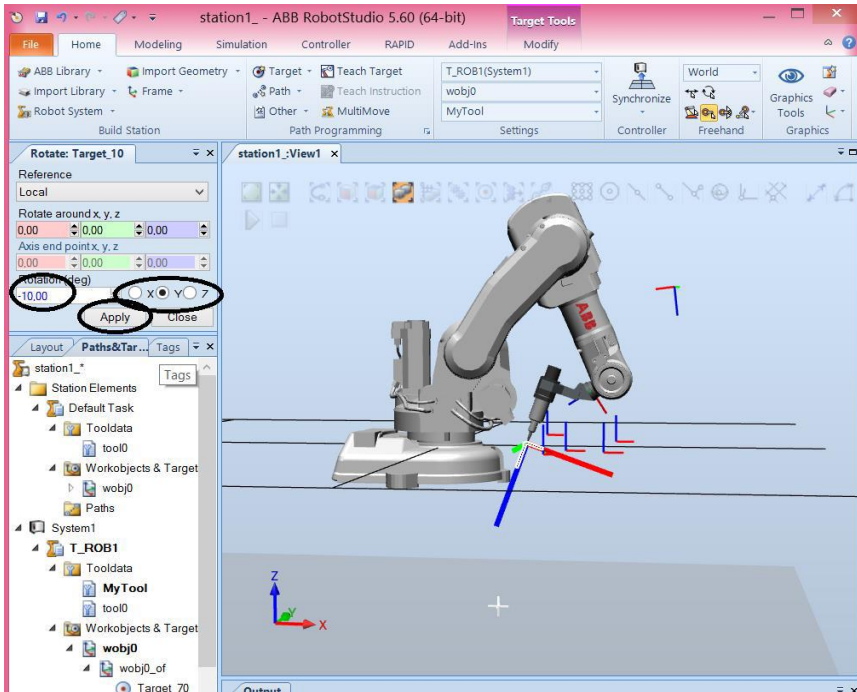 station1_ - ABB RobotStudio 5.60 (64-bit)
Target Tools
File Home Modeling Simulation Controller RAPID Add-Ins Modify
ABB Library Import Geometry Target Teach Target T_ROB1(System1) World
Import Library Frame Path Teach Instruction wobj0 Synchronize Graphics Tools
Robot System Other MultiMove MyTool
Build Station Path Programming Settings Controller Freehand Graphics
Rotate: Target_10 station1_:View1
Reference
Local
Rotate around x, y, z
0,00 0,00 0,00
Axis end point x, y, z
0,00 0,00 0,00
Rotation (deg)
-10,00 X Y Z
Apply Close
Layout Paths&Tar... Tags
station1_*
Tags
Station Elements
Default Task
Tooldata
tool0
Workobjects & Target
wobj0
Paths
System1
T_ROB1
Tooldata
MyTool
tool0
Workobjects & Target
wobj0
wobj0_of
Target_70
ABB
Z
Y
X
Output